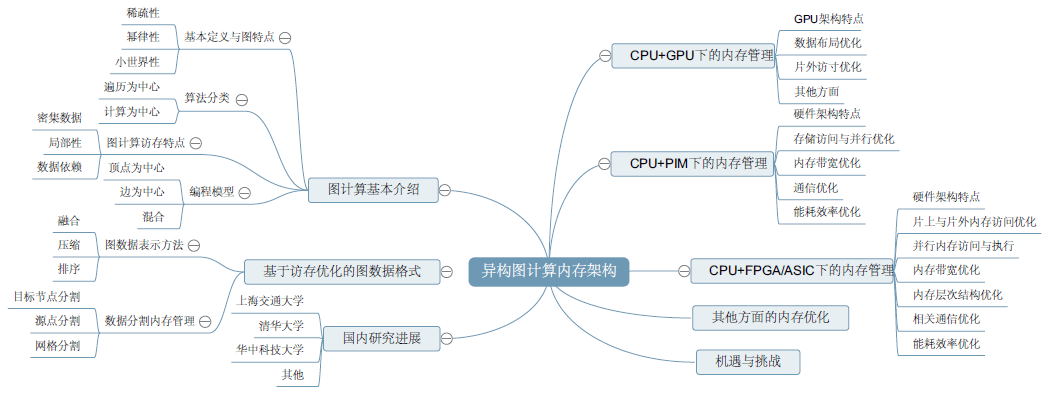 异构图计算内存架构
图计算基本介绍
基本定义与图特点
稀疏性
幂律性
小世界性
算法分类
遍历为中心
计算为中心
图计算访存特点
密集数据
局部性
数据依赖
编程模型
顶点为中心
边为中心
混合
基于访存优化的图数据格式
图数据表示方法
融合
压缩
排序
数据分割内存管理
目标节点分割
源点分割
网格分割
国内研究进展
上海交通大学
清华大学
华中科技大学
其他
CPU+GPU下的内存管理
GPU架构特点
数据布局优化
片外访寸优化
其他方面
CPU+PIM下的内存管理
硬件架构特点
存储访问与并行优化
内存带宽优化
通信优化
能耗效率优化
CPU+FPGA/ASIC下的内存管理
硬件架构特点
片上与片外内存访问优化
并行内存访问与执行
内存带宽优化
内存层次结构优化
相关通信优化
能耗效率优化
其他方面的内存优化
机遇与挑战